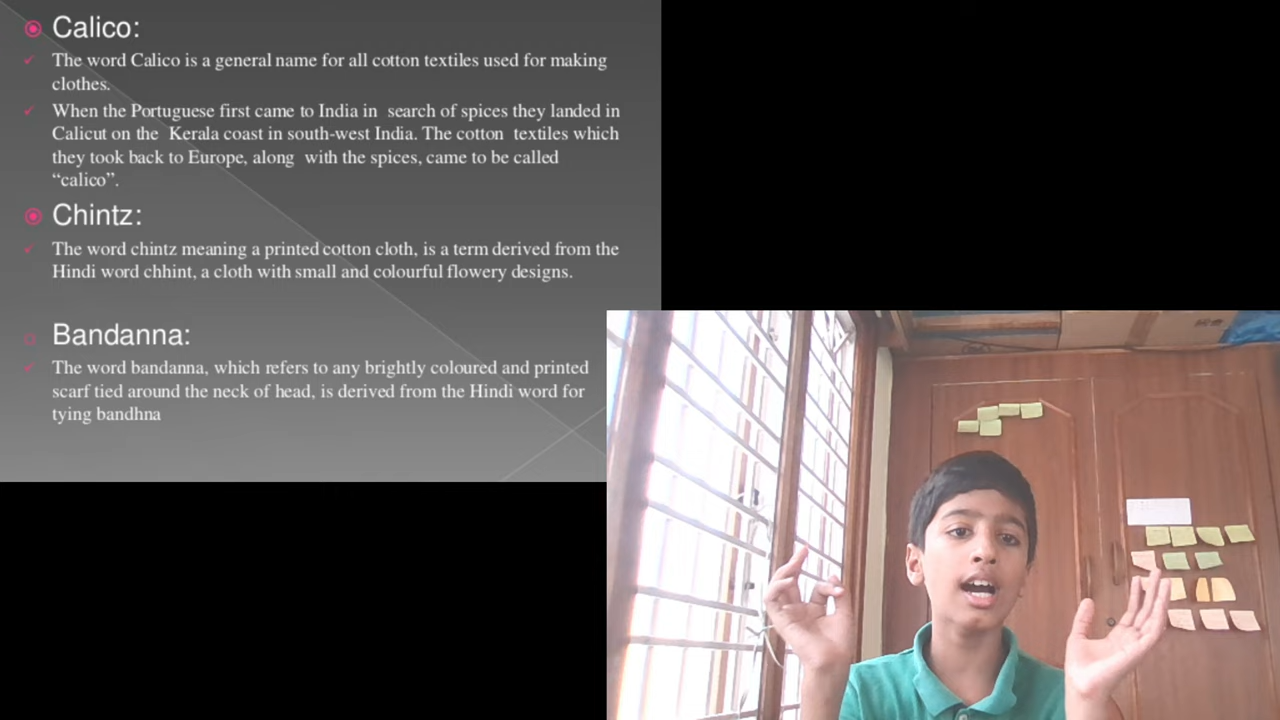 Calico:
The word Calico is a general name for all cotton textiles used for making
clothes.
When the Portuguese first came to India in search of spices they landed in
Calicut on the Kerala coast in south-west India. The cotton textiles which
they took back to Europe, along with the spices, came to be called
“calico”.
Chintz:
The word chintz meaning a printed cotton cloth, is a term derived from the
Hindi word chhint, a cloth with small and colourful flowery designs.
Bandanna:
The word bandanna, which refers to any brightly coloured and printed
scarf tied around the neck of head, is derived from the Hindi word for
tying bandhna